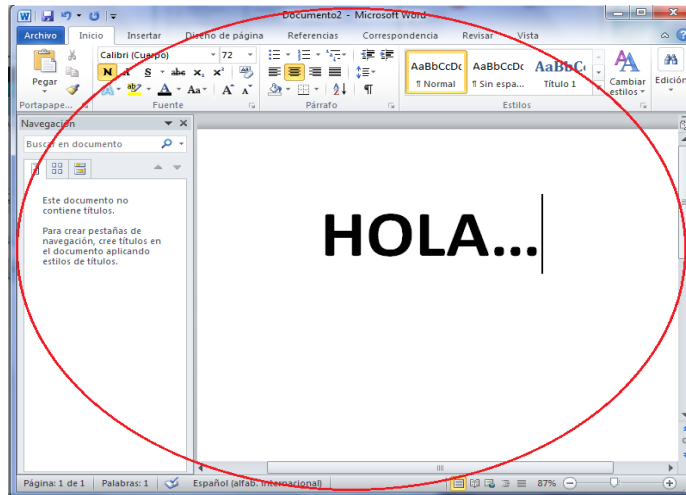 Documento2 - Microsoft Word
Archivo Inicio Insertar Diseño de página Referencias Correspondencia Revisar Vista
Calibri (Cuerpo) 72
N K S abc x₂ x²
Aa A A
Pegar
AaBbCcDc AaBbCcDc AaBbC
¶ Normal ¶ Sin espa... Título 1
Cambiar estilos
Edición
Portapape... Fuente Párrafo Estilos
Navegación
Buscar en documento
Este documento no
contiene títulos.
Para crear pestañas de
navegación, cree títulos en
el documento aplicando
estilos de títulos.
HOLA...
Página: 1 de 1 Palabras: 1 Español (alfab. internacional) 87%